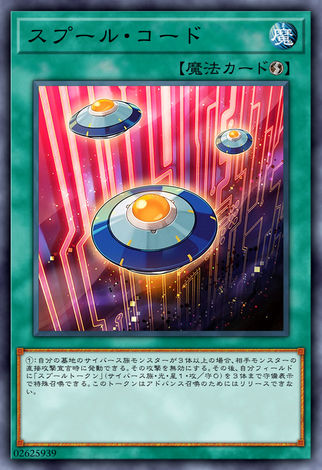 スプール・コード
魔
【魔法カード】
①：自分の墓地のサイバース族モンスターが３体以上の場合、相手モンスターの
直接攻撃宣言時に発動できる。その攻撃を無効にする。その後、自分フィールド
に「スプールトークン」(サイバース族・光・星１・攻／守０)を３体まで守備表示
で特殊召喚できる。このトークンはアドバンス召喚のためにはリリースできな
い。
02625939